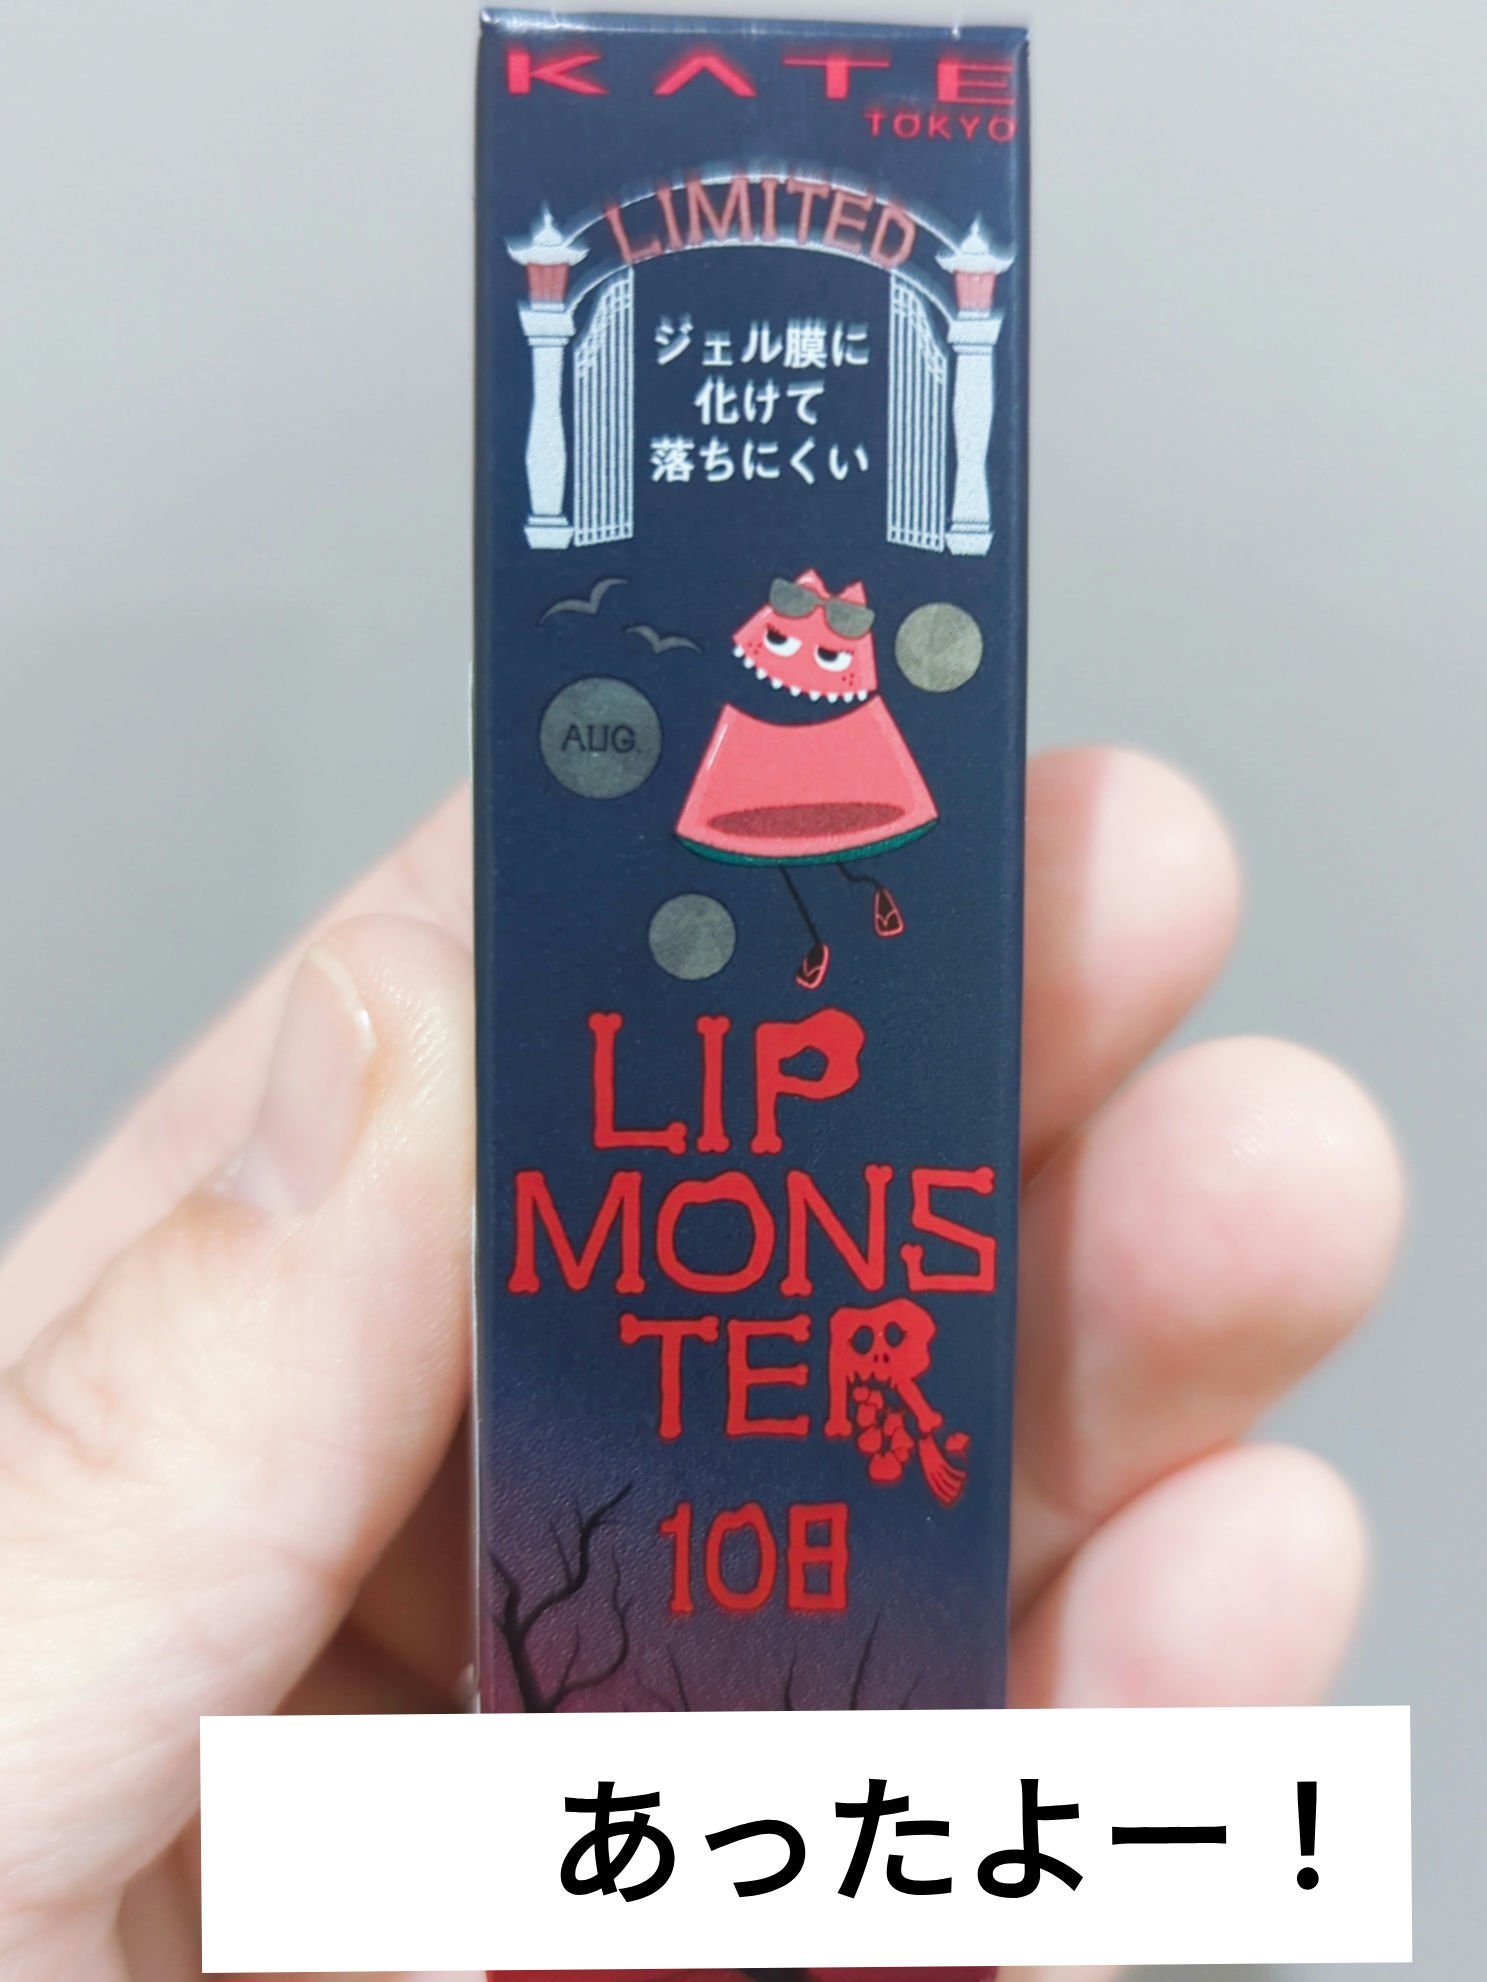 KATE
TOKYO
LIMITED
ジェル膜に
化けて
落ちにくい
AUG.
LIP
MONS
TER
108
あったよー！